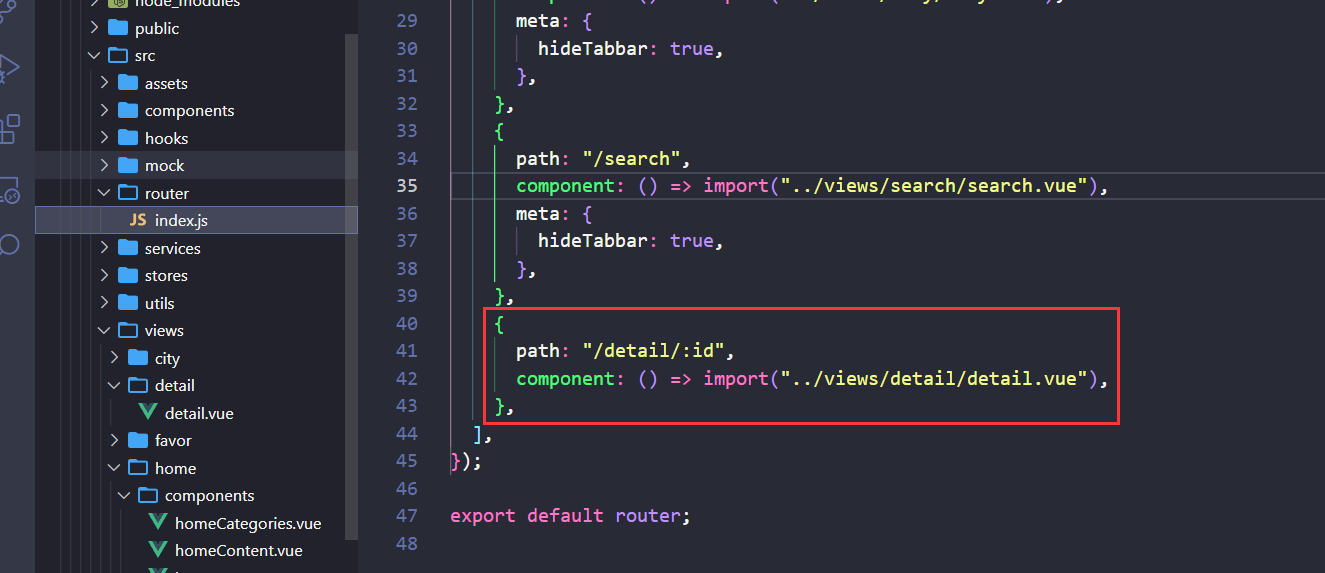 node_modules
public
src
assets
components
hooks
mock
router
JS index.js
services
stores
utils
views
city
detail
detail.vue
favor
home
components
homeCategories.vue
homeContent.vue
29 meta: {
30 hideTabbar: true,
31 },
32 },
33 {
34 path: "/search",
35 component: () => import("../views/search/search.vue"),
36 meta: {
37 hideTabbar: true,
38 },
39 },
40 {
41 path: "/detail/:id",
42 component: () => import("../views/detail/detail.vue"),
43 },
44 ],
45 });
46
47 export default router;
48